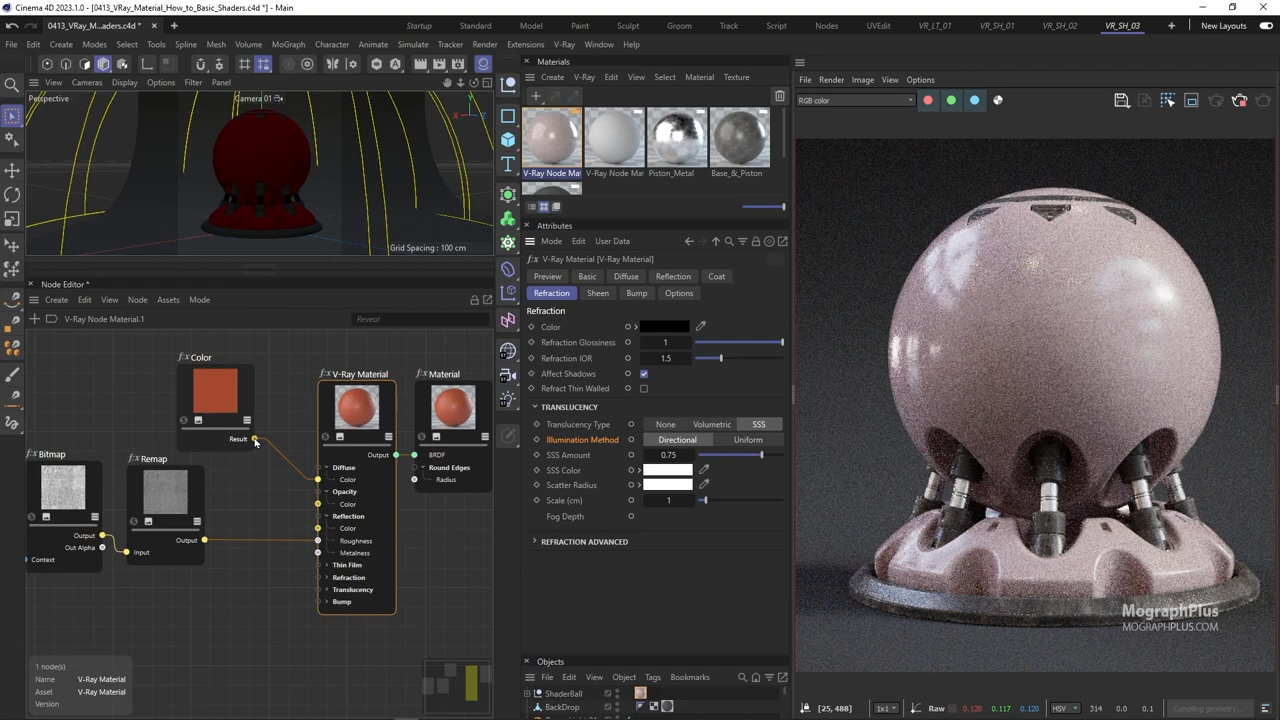 Cinema 4D 2023.1.0 - [0413_VRay_Material_How_to_Basic_Shaders.c4d *] - Main
0413_VRay_M...aders.c4d *
Startup Standard Model Paint Sculpt Groom Track Script Nodes UVEdit VR_LT_01 VR_SH_01 VR_SH_02 VR_SH_03 New Layouts
File Edit Create Modes Select Tools Spline Mesh Volume MoGraph Character Animate Simulate Tracker Render Extensions V-Ray Window Help
View Cameras Display Options Filter Panel
Perspective
Camera 01
Y
X
Z
Grid Spacing : 100 cm
Node Editor *
Create Edit View Node Assets Mode
V-Ray Node Material.1
Reveal
Color
Result
Bitmap
Output
Out Alpha
Context
Remap
Output
Input
V-Ray Material
Output
Diffuse
Color
Opacity
Color
Reflection
Color
Roughness
Metalness
Thin Film
Refraction
Translucency
Bump
Material
BRDF
Round Edges
Radius
1 node(s)
Name V-Ray Material
Asset V-Ray Material
Version
Materials
Create V-Ray Edit View Select Material Texture
V-Ray Node Mat V-Ray Node Mat Piston_Metal Base_&_Piston
Attributes
Mode Edit User Data
V-Ray Material [V-Ray Material]
Preview Basic Diffuse Reflection Coat
Refraction Sheen Bump Options
Refraction
Color
Refraction Glossiness 1
Refraction IOR 1.5
Affect Shadows
Refract Thin Walled
TRANSLUCENCY
Translucency Type None Volumetric SSS
Illumination Method Directional Uniform
SSS Amount 0.75
SSS Color
Scatter Radius
Scale (cm) 1
Fog Depth
REFRACTION ADVANCED
Objects
File Edit View Object Tags Bookmarks
ShaderBall
BackDrop
File Render Image View Options
RGB color
MographPlus
MOGRAPHPLUS.COM
[25, 488] 1x1 Raw 0.120 0.117 0.120 HSV 314 0.0 0.1 Compiling geometry...